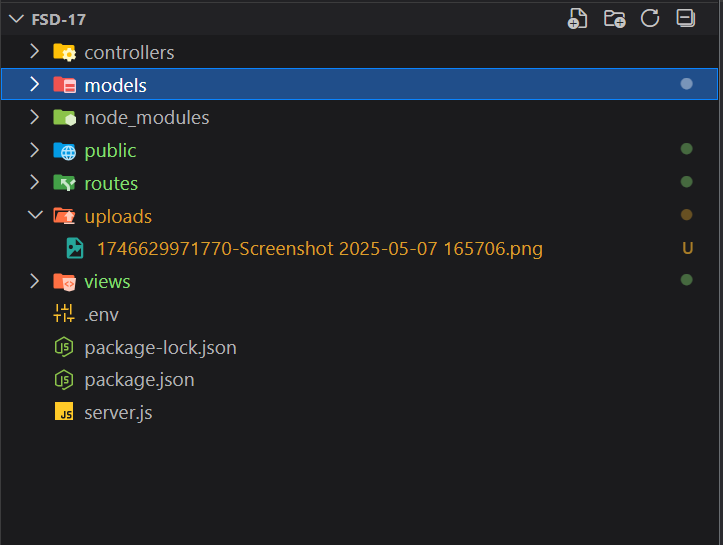 FSD-17
controllers
models
node_modules
public
routes
uploads
1746629971770-Screenshot 2025-05-07 165706.png U
views
.env
package-lock.json
package.json
JS server.js